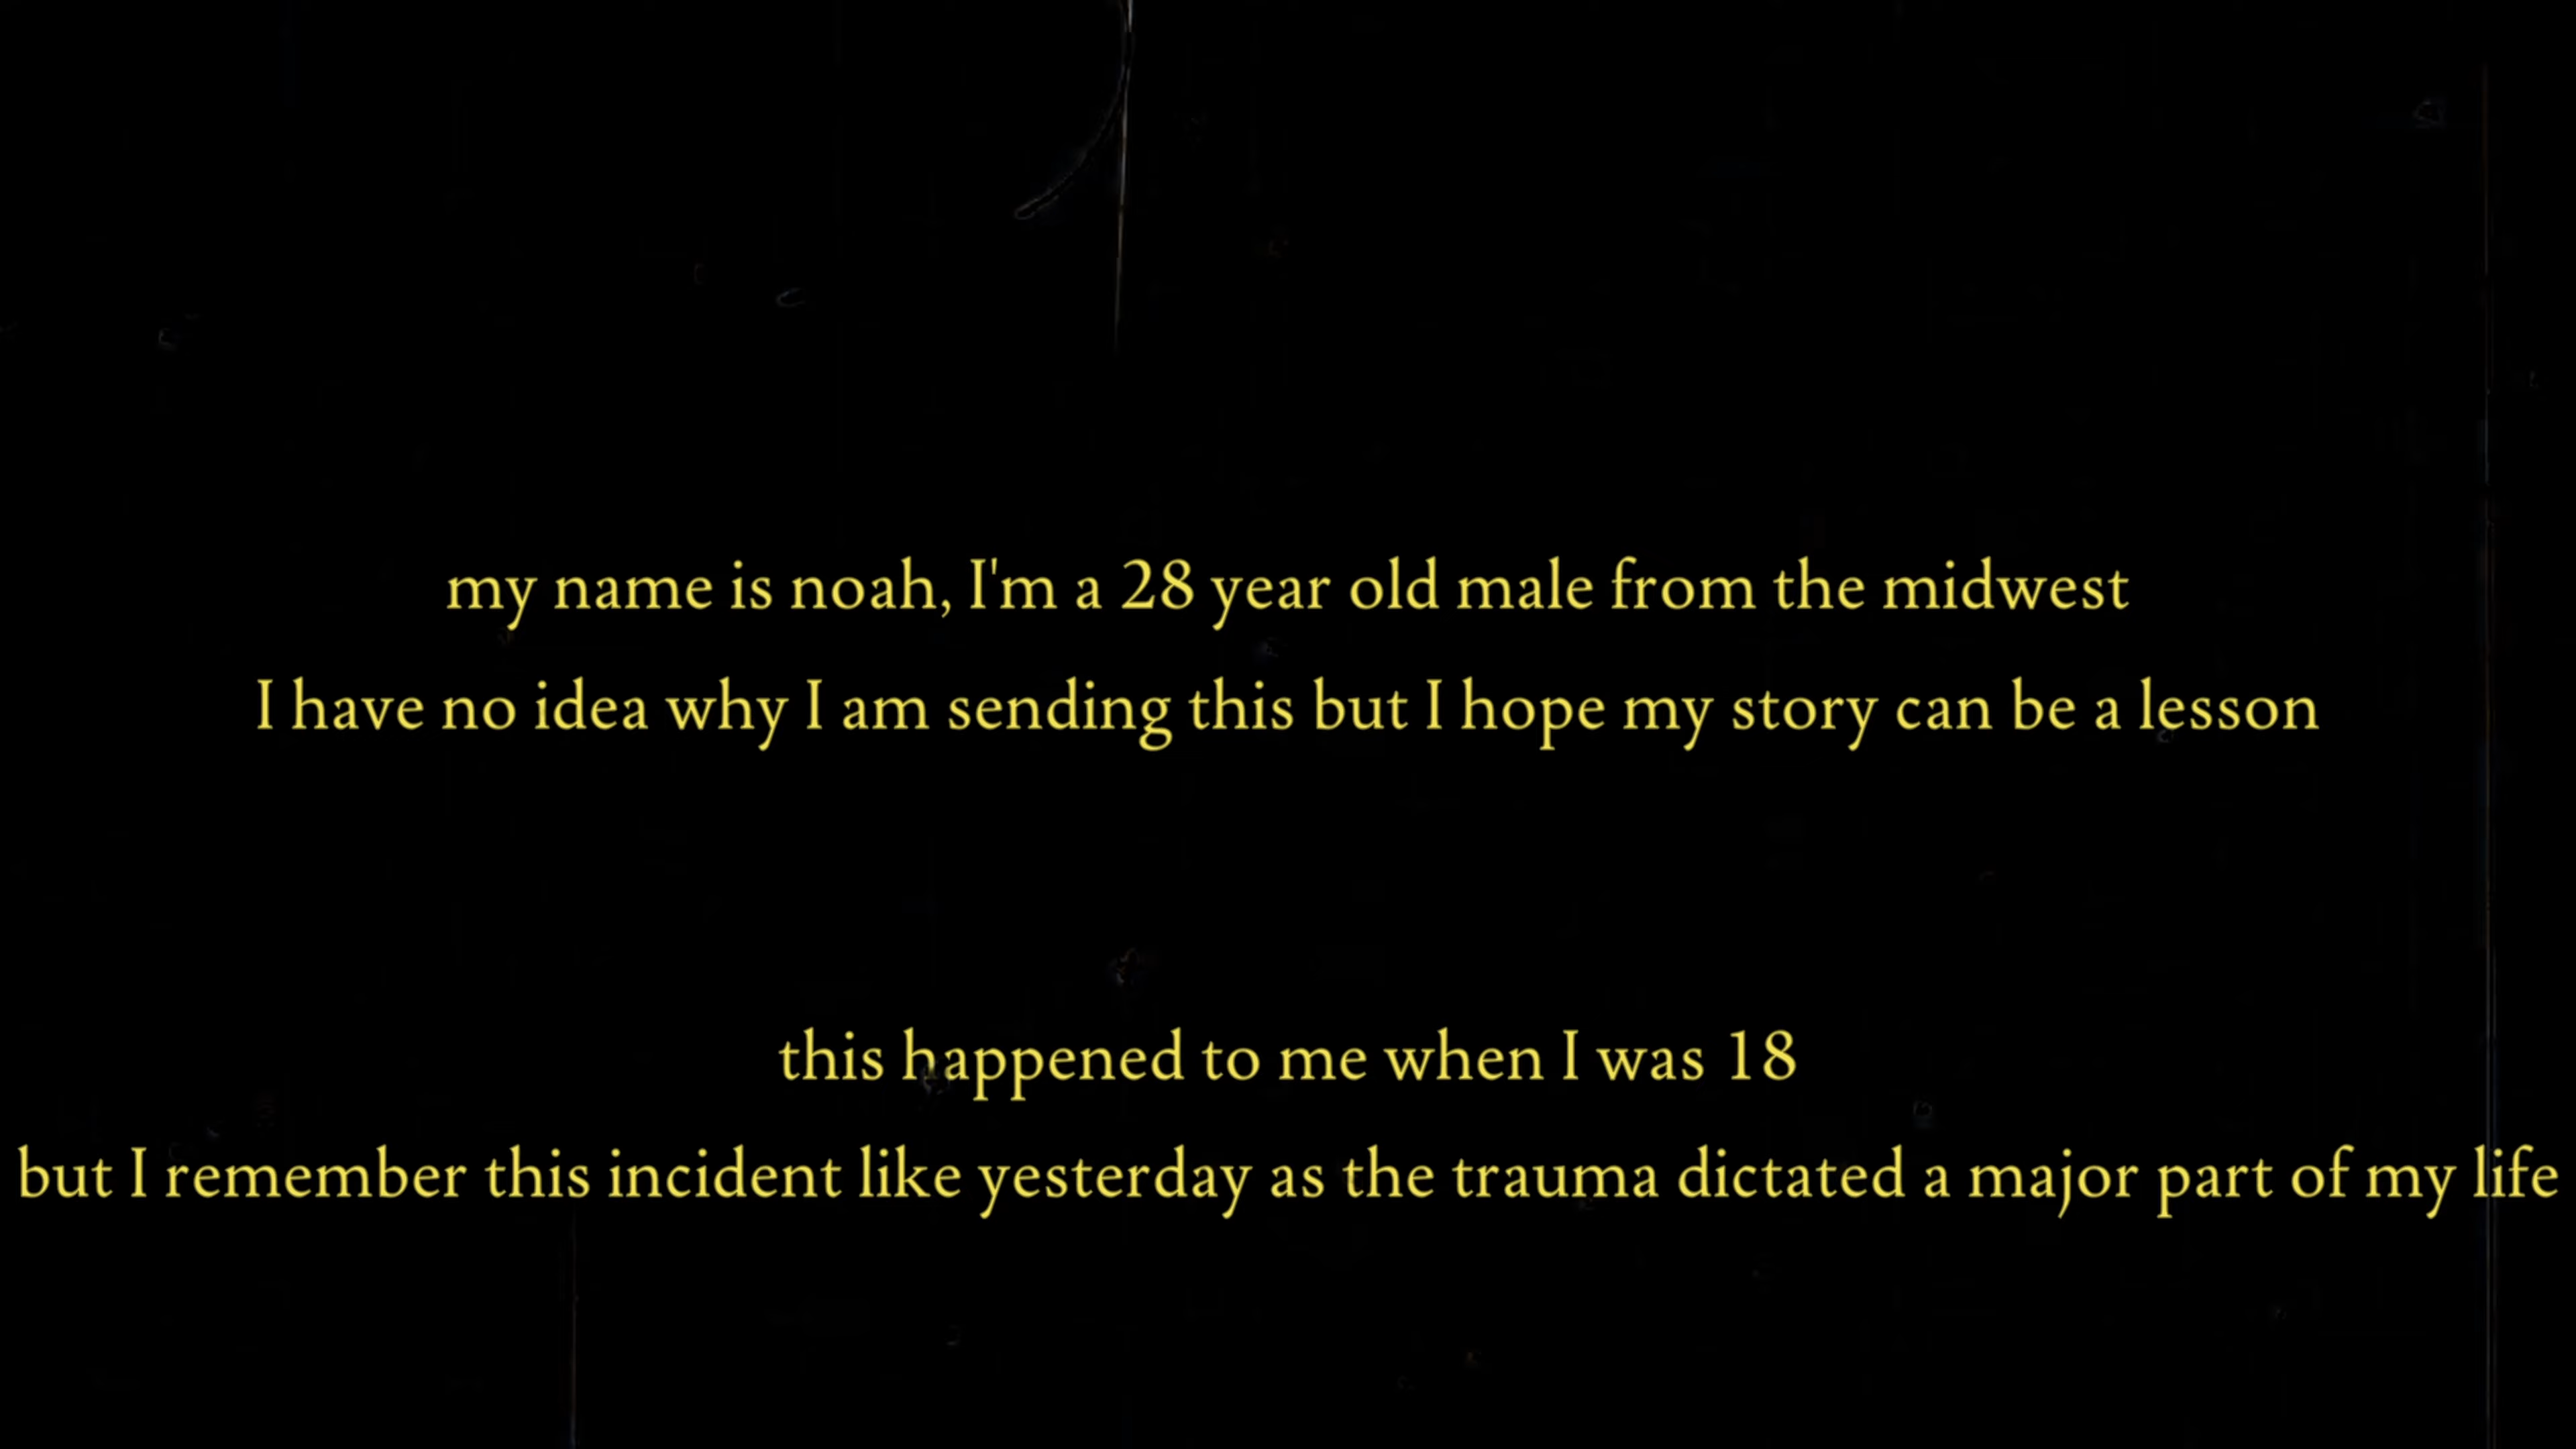 my name is noah, I'm a 28 year old male from the midwest
I have no idea why I am sending this but I hope my story can be a lesson
this happened to me when I was 18
but I remember this incident like yesterday as the trauma dictated a major part of my life